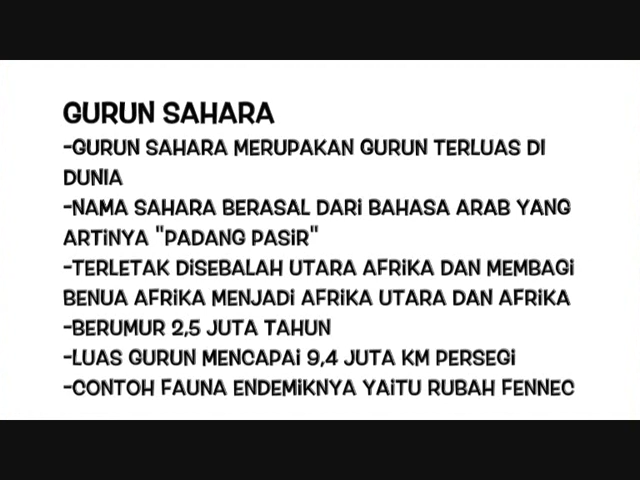 GURUN SAHARA
-GURUN SAHARA MERUPAKAN GURUN TERLUAS DI
DUNIA
-NAMA SAHARA BERASAL DARI BAHASA ARAB YANG
ARTINYA "PADANG PASIR"
-TERLETAK DISEBALAH UTARA AFRIKA DAN MEMBAGI
BENUA AFRIKA MENJADI AFRIKA UTARA DAN AFRIKA
-BERUMUR 2,5 JUTA TAHUN
-LUAS GURUN MENCAPAI 9,4 JUTA KM PERSEGI
-CONTOH FAUNA ENDEMIKNYA YAITU RUBAH FENNEC